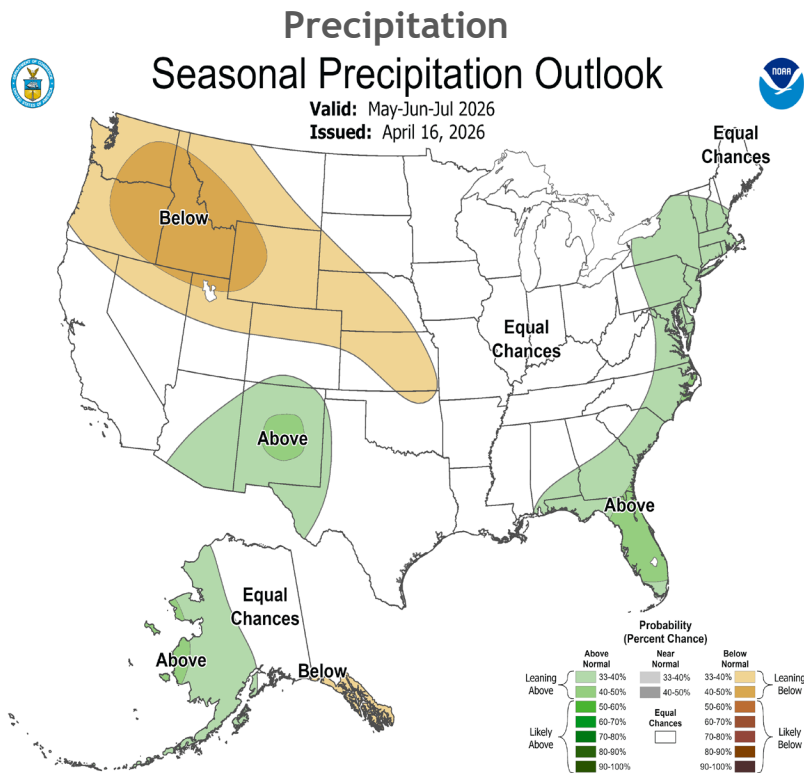 Precipitation
Seasonal Precipitation Outlook
Valid: May-Jun-Jul 2026
Issued: April 16, 2026
NOAA
Equal
Chances
Below
Equal
Chances
Above
Above
Equal
Chances
Above
Below
Probability
(Percent Chance)
Above
Normal
Near
Normal
Below
Normal
Leaning
Above
33-40%
40-50%
50-60%
60-70%
70-80%
80-90%
90-100%
Likely
Above
33-40%
40-50%
Equal
Chances
33-40%
40-50%
50-60%
60-70%
70-80%
80-90%
90-100%
Leaning
Below
Likely
Below